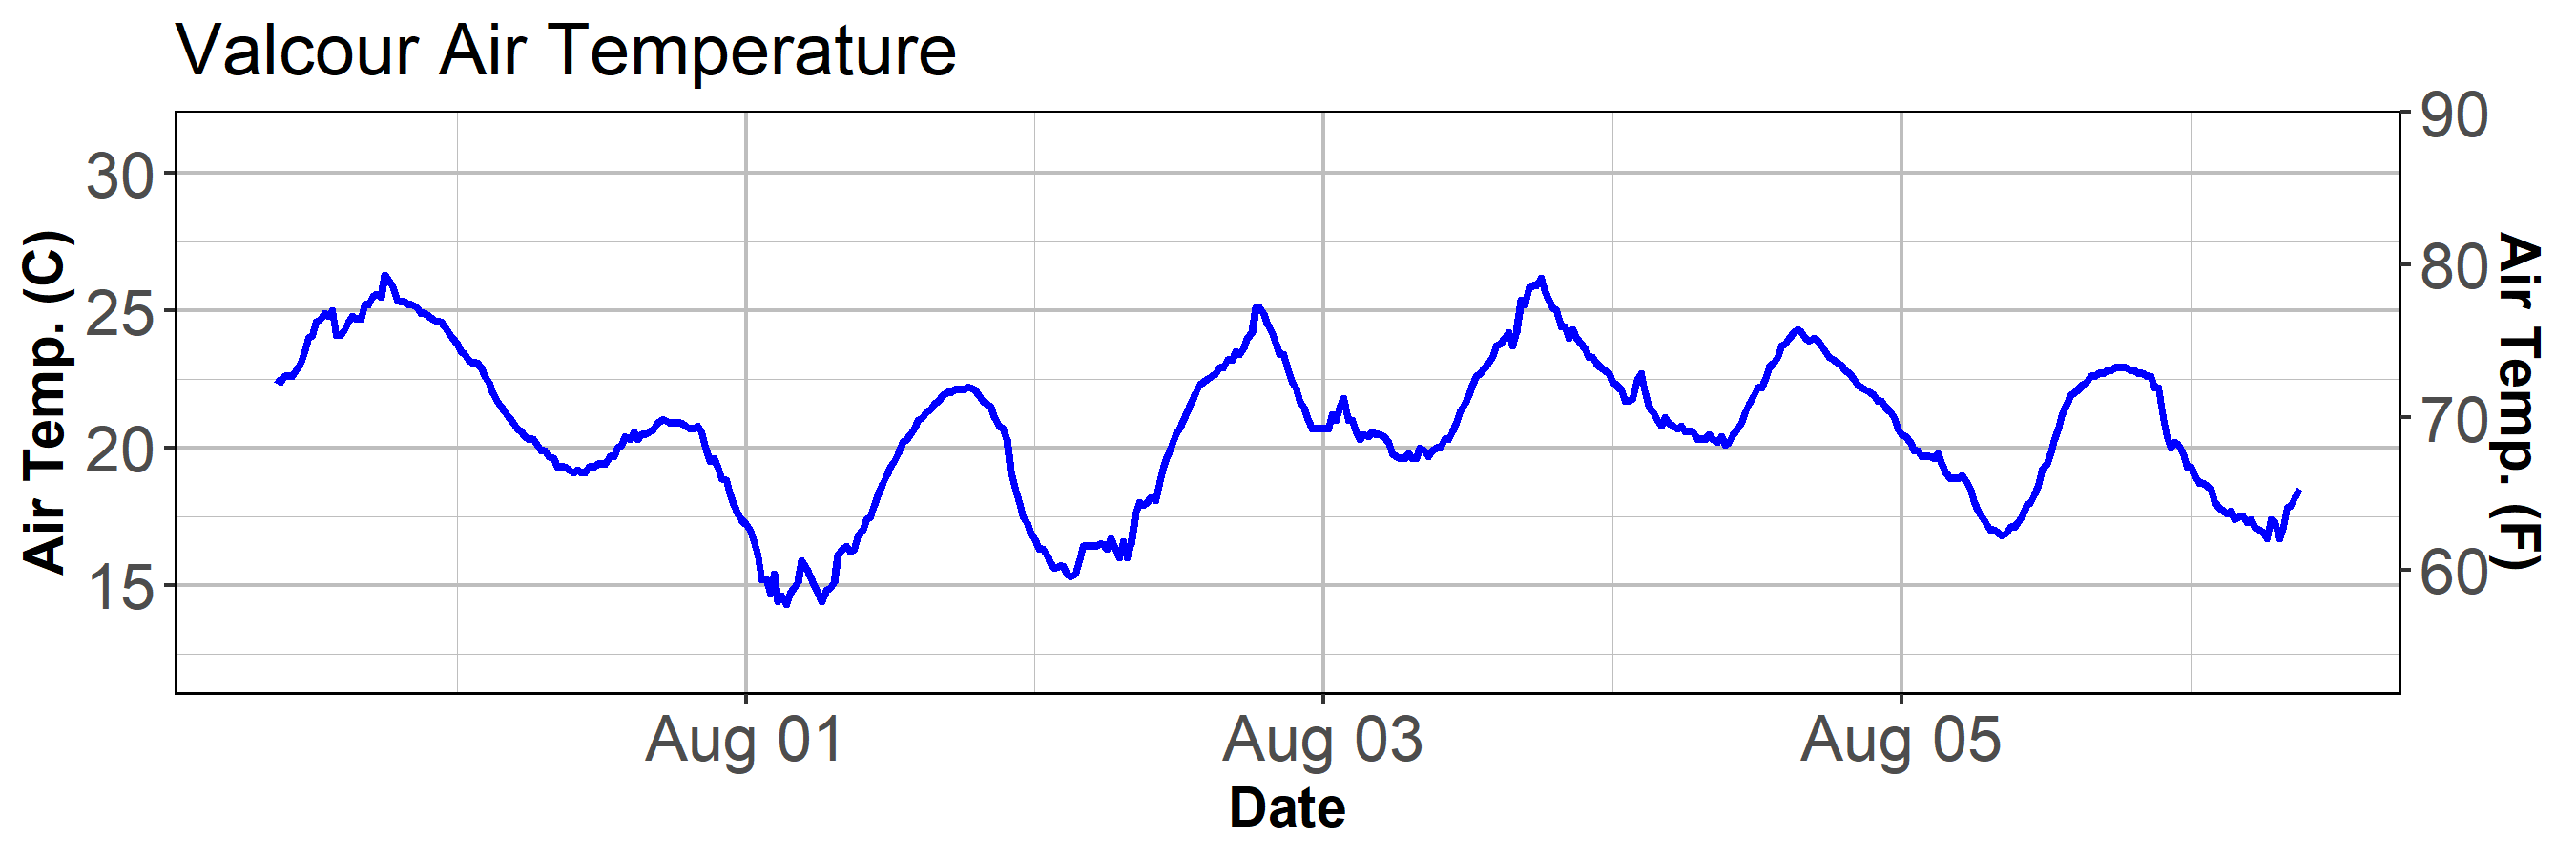 Valcour Air Temperature
Air Temp. (C)
30
25
20
15
90
80
70
60
Air Temp. (F)
Aug 01
Aug 03
Aug 05
Date